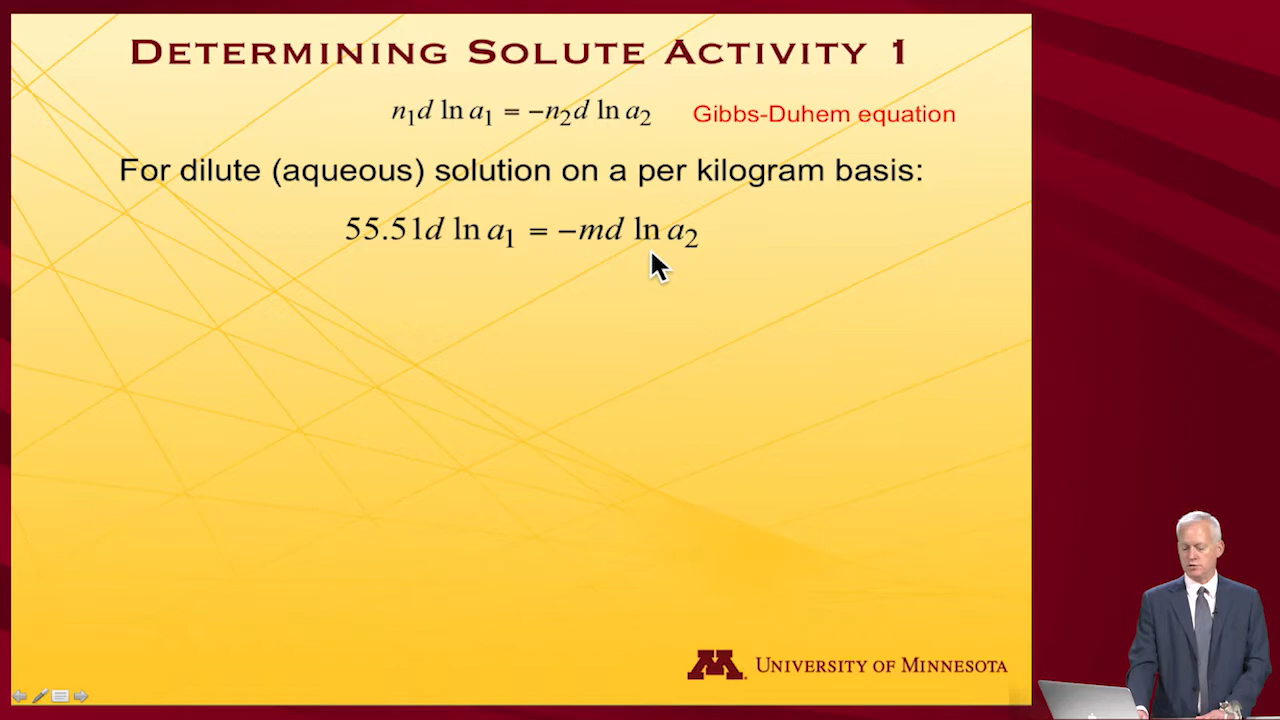 DETERMINING SOLUTE ACTIVITY 1
n₁d ln a₁ = −n₂d ln a₂ Gibbs-Duhem equation
For dilute (aqueous) solution on a per kilogram basis:
55.51d ln a₁ = −md ln a₂
M UNIVERSITY OF MINNESOTA